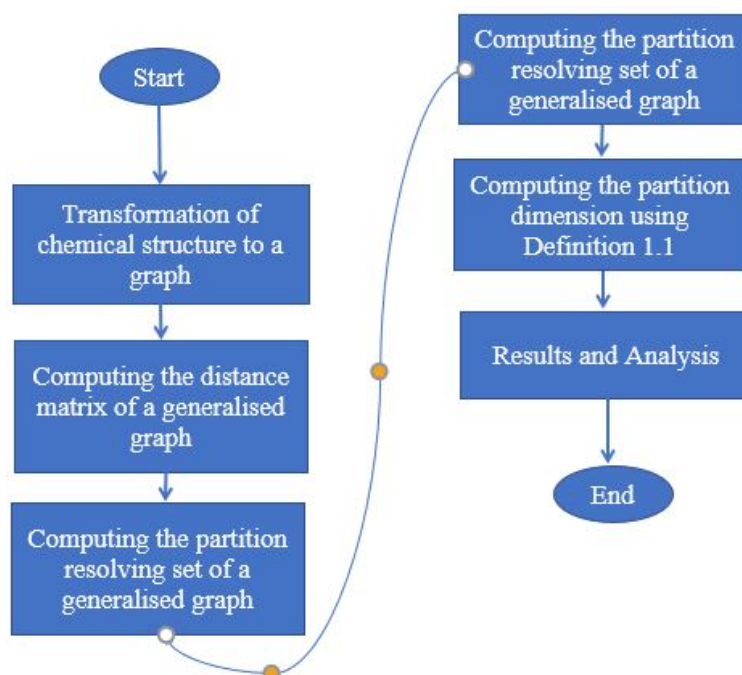 Start
Transformation of
chemical structure to a
graph
Computing the distance
matrix of a generalised
graph
Computing the partition
resolving set of a
generalised graph
Computing the partition
resolving set of a
generalised graph
Computing the partition
dimension using
Definition 1.1
Results and Analysis
End